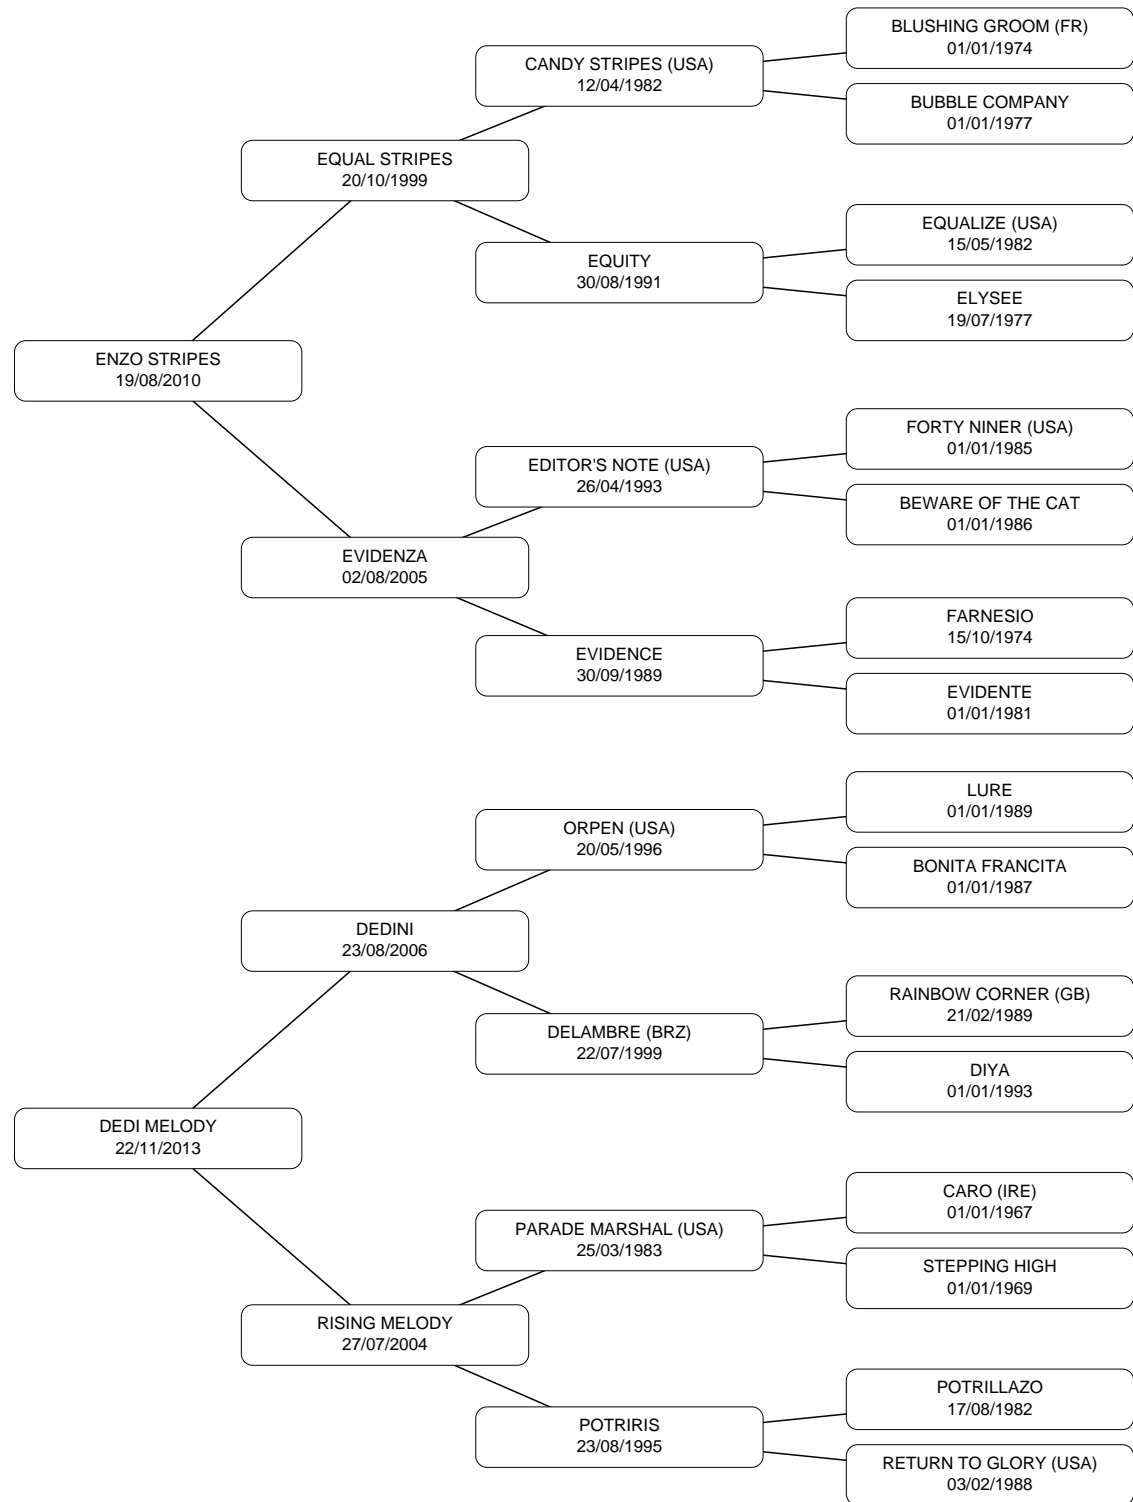 BLUSHING GROOM (FR)
01/01/1974
CANDY STRIPES (USA)
12/04/1982
BUBBLE COMPANY
01/01/1977
EQUAL STRIPES
20/10/1999
EQUALIZE (USA)
15/05/1982
EQUITY
30/08/1991
ELYSEE
19/07/1977
ENZO STRIPES
19/08/2010
FORTY NINER (USA)
01/01/1985
EDITOR'S NOTE (USA)
26/04/1993
BEWARE OF THE CAT
01/01/1986
EVIDENZA
02/08/2005
FARNESIO
15/10/1974
EVIDENCE
30/09/1989
EVIDENTE
01/01/1981
LURE
01/01/1989
ORPEN (USA)
20/05/1996
BONITA FRANCITA
01/01/1987
DEDINI
23/08/2006
RAINBOW CORNER (GB)
21/02/1989
DELAMBRE (BRZ)
22/07/1999
DIYA
01/01/1993
DEDI MELODY
22/11/2013
CARO (IRE)
01/01/1967
PARADE MARSHAL (USA)
25/03/1983
STEPPING HIGH
01/01/1969
RISING MELODY
27/07/2004
POTRILLAZO
17/08/1982
POTRIRIS
23/08/1995
RETURN TO GLORY (USA)
03/02/1988